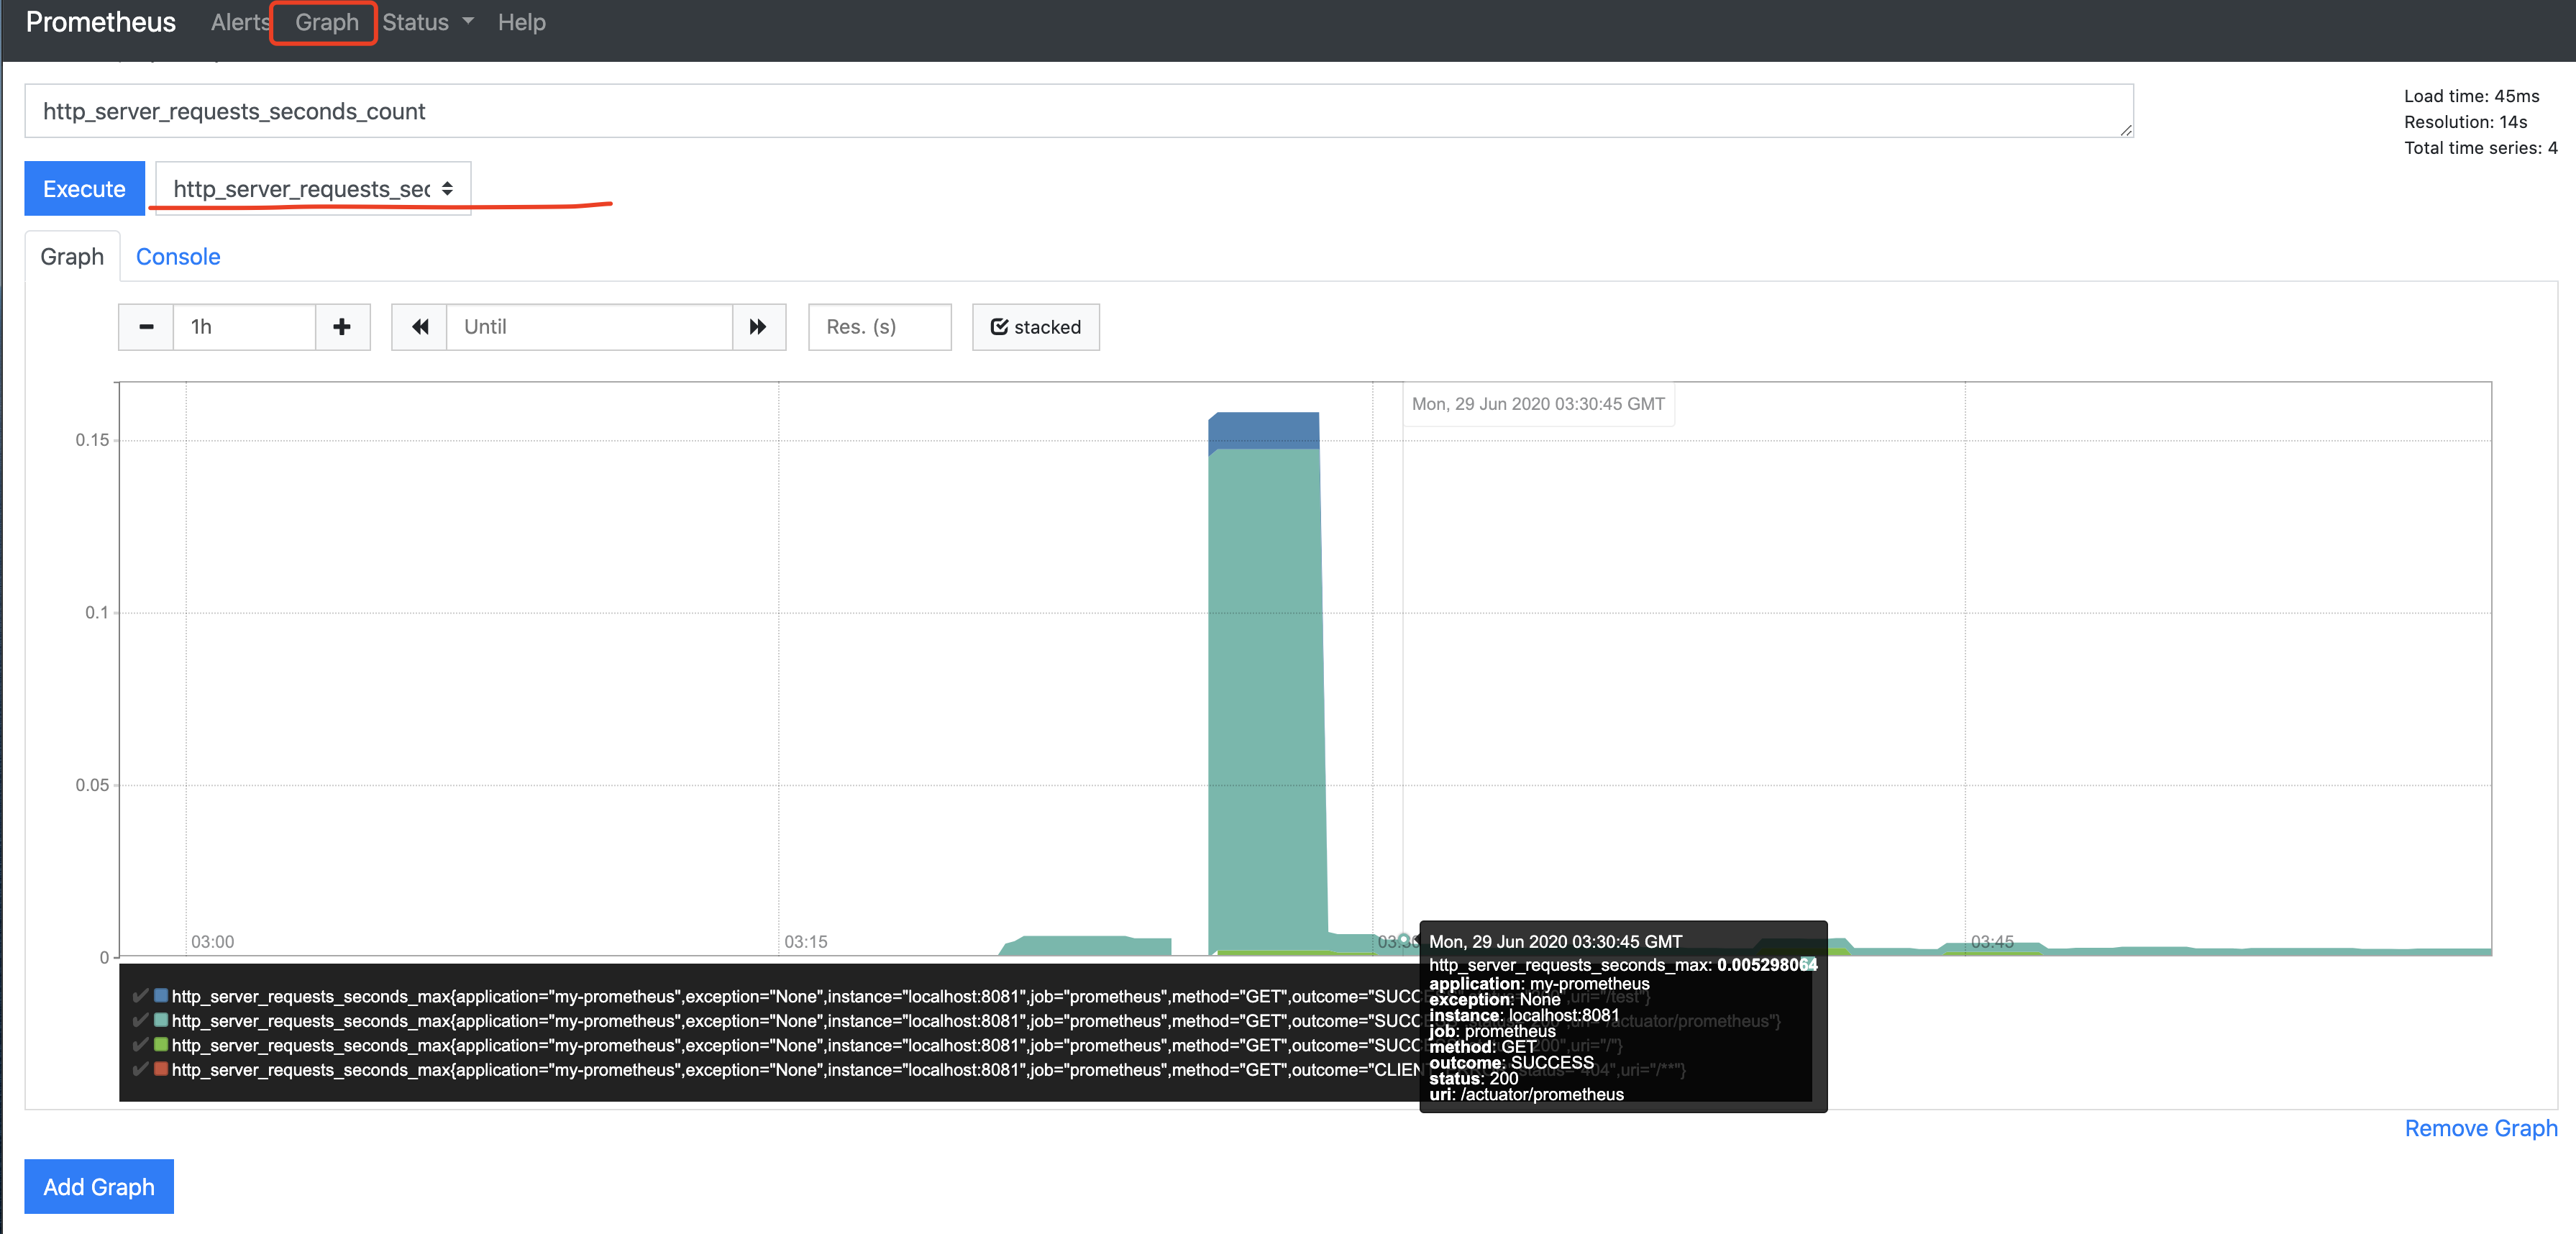 Prometheus Alerts Graph Status Help
http_server_requests_seconds_count
Load time: 45ms
Resolution: 14s
Total time series: 4
Execute http_server_requests_sec
Graph Console
1h Until Res. (s) stacked
Mon, 29 Jun 2020 03:30:45 GMT
0.15
0.1
0.05
0
03:00 03:15 03:45
Mon, 29 Jun 2020 03:30:45 GMT
http_server_requests_seconds_max: 0.005298064
application: my-prometheus
exception: None
instance: localhost:8081
job: prometheus
method: GET
outcome: SUCCESS
status: 200
uri: /actuator/prometheus
http_server_requests_seconds_max{application="my-prometheus",exception="None",instance="localhost:8081",job="prometheus",method="GET",outcome="SUCC /test"}
http_server_requests_seconds_max{application="my-prometheus",exception="None",instance="localhost:8081",job="prometheus",method="GET",outcome="SUCC /actuator/prometheus"}
http_server_requests_seconds_max{application="my-prometheus",exception="None",instance="localhost:8081",job="prometheus",method="GET",outcome="SUCC 200",uri="/"}
http_server_requests_seconds_max{application="my-prometheus",exception="None",instance="localhost:8081",job="prometheus",method="GET",outcome="CLIENT 404",uri="/**"}
Remove Graph
Add Graph